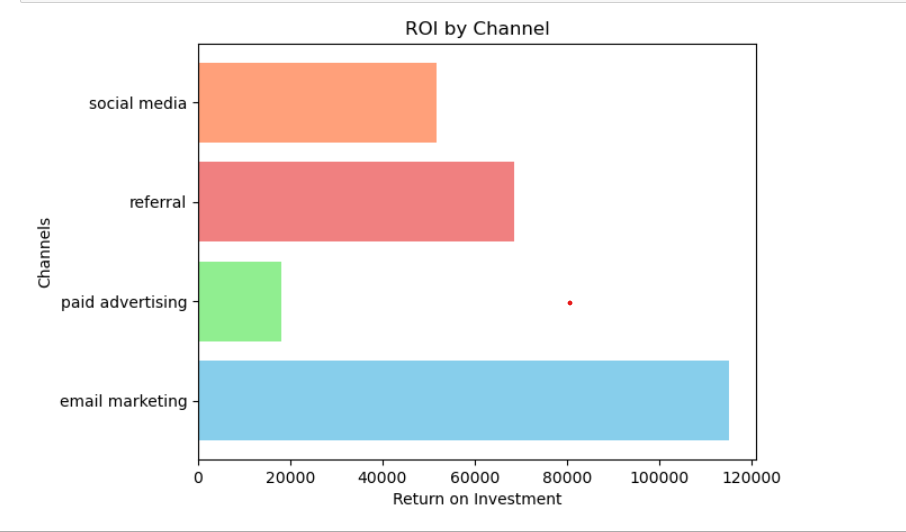 ROI by Channel
social media
referral
paid advertising
email marketing
Channels
0 20000 40000 60000 80000 100000 120000
Return on Investment